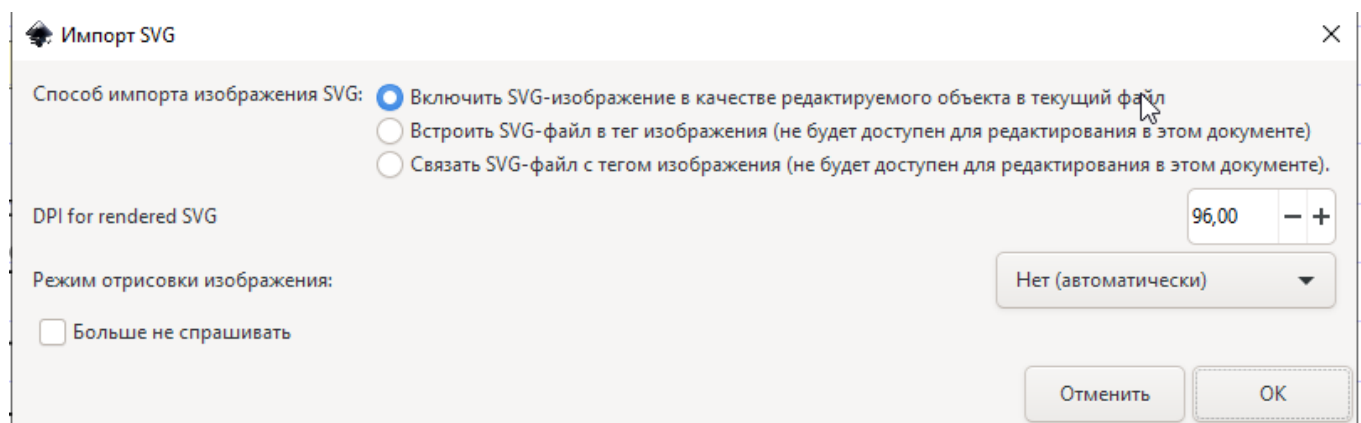 Импорт SVG
Способ импорта изображения SVG:
Включить SVG-изображение в качестве редактируемого объекта в текущий файл
Встроить SVG-файл в тег изображения (не будет доступен для редактирования в этом документе)
Связать SVG-файл с тегом изображения (не будет доступен для редактирования в этом документе).
DPI for rendered SVG
96,00
Режим отрисовки изображения:
Нет (автоматически)
Больше не спрашивать
Отменить
ОК